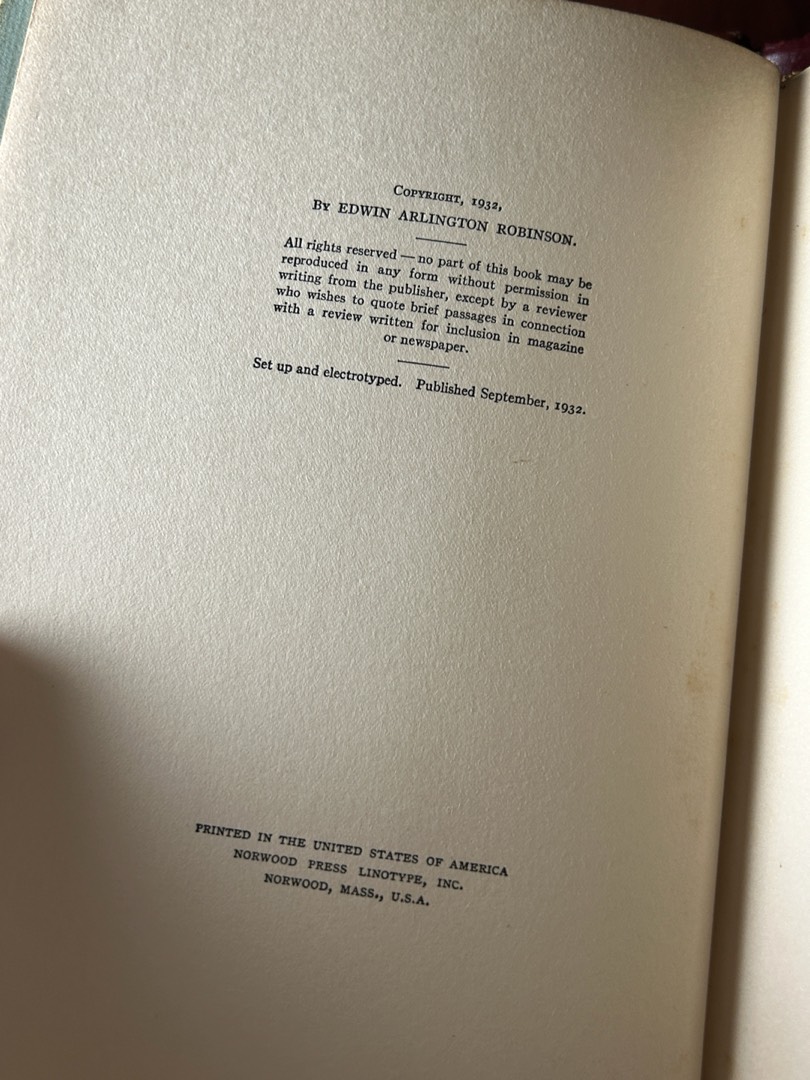 COPYRIGHT, 1932,
BY EDWIN ARLINGTON ROBINSON.
All rights reserved — no part of this book may be
reproduced in any form without permission in
writing from the publisher, except by a reviewer
who wishes to quote brief passages in connection
with a review written for inclusion in magazine
or newspaper.
Set up and electrotyped. Published September, 1932.
PRINTED IN THE UNITED STATES OF AMERICA
NORWOOD PRESS LINOTYPE, INC.
NORWOOD, MASS., U.S.A.